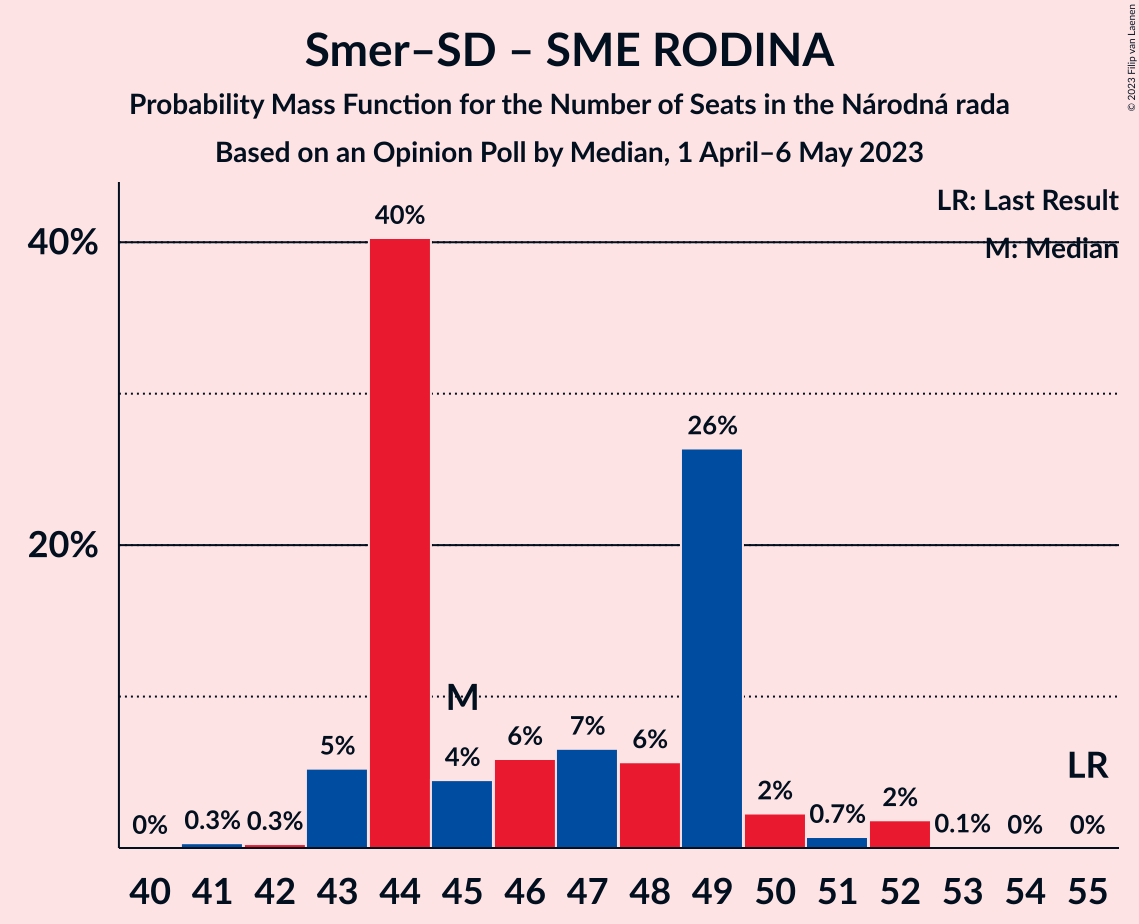 Smer–SD – SME RODINA
Probability Mass Function for the Number of Seats in the Národná rada
Based on an Opinion Poll by Median, 1 April–6 May 2023
© 2023 Filip van Laenen
LR: Last Result
M: Median
40%
20%
0%
0.3%
0.3%
5%
40%
4%
M
6%
7%
6%
26%
2%
0.7%
2%
0.1%
0%
0%
LR
40 41 42 43 44 45 46 47 48 49 50 51 52 53 54 55